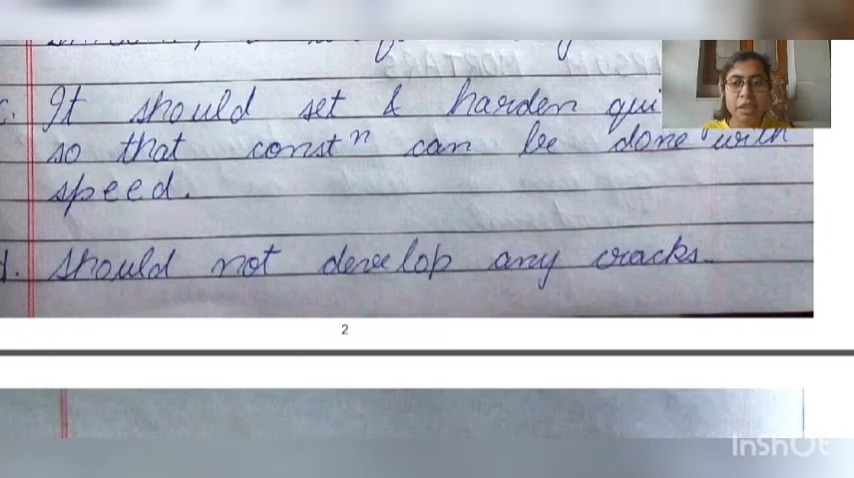 c. It should set & harden
so that constⁿ can be done with
speed.
d. should not develop any cracks.
2
InShOt